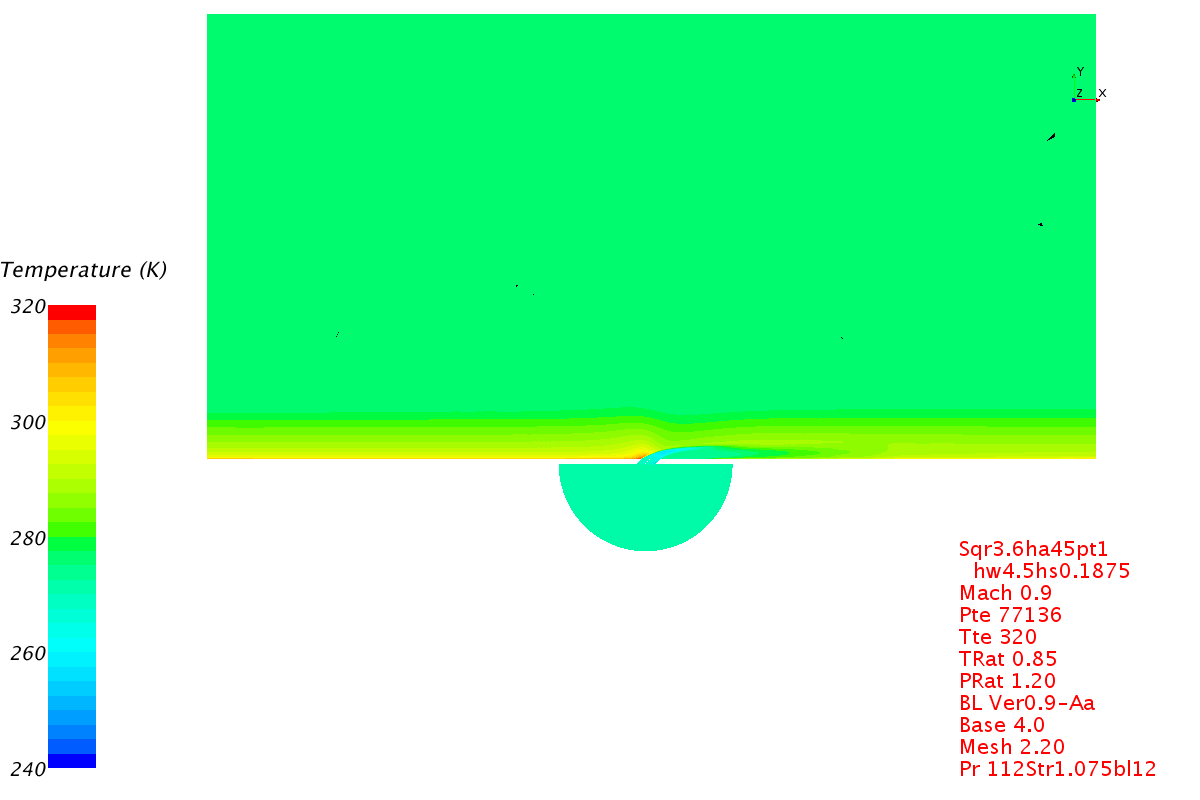 Y
Z X
Temperature (K)
320
300
280
260
240
Sqr3.6ha45pt1
hw4.5hs0.1875
Mach 0.9
Pte 77136
Tte 320
TRat 0.85
PRat 1.20
BL Ver0.9-Aa
Base 4.0
Mesh 2.20
Pr 112Str1.075bl12